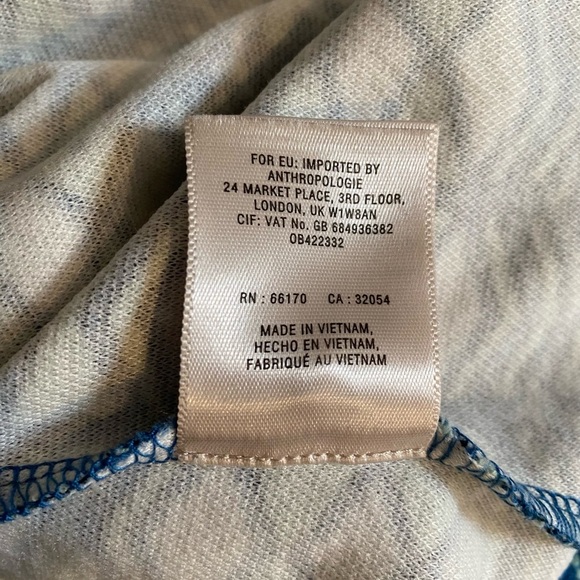 FOR EU: IMPORTED BY
ANTHROPOLOGIE
24 MARKET PLACE, 3RD FLOOR,
LONDON, UK W1W8AN
CIF: VAT No. GB 684936382
OB422332
RN : 66170 CA : 32054
MADE IN VIETNAM,
HECHO EN VIETNAM,
FABRIQUÉ AU VIETNAM